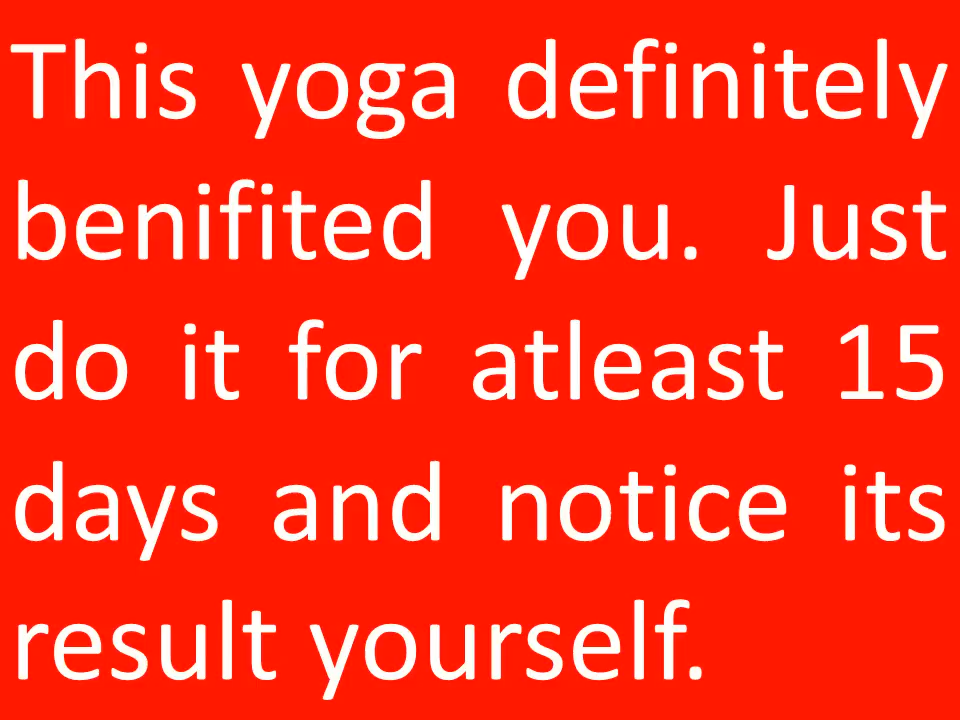 This yoga definitely
benifited you. Just
do it for atleast 15
days and notice its
result yourself.